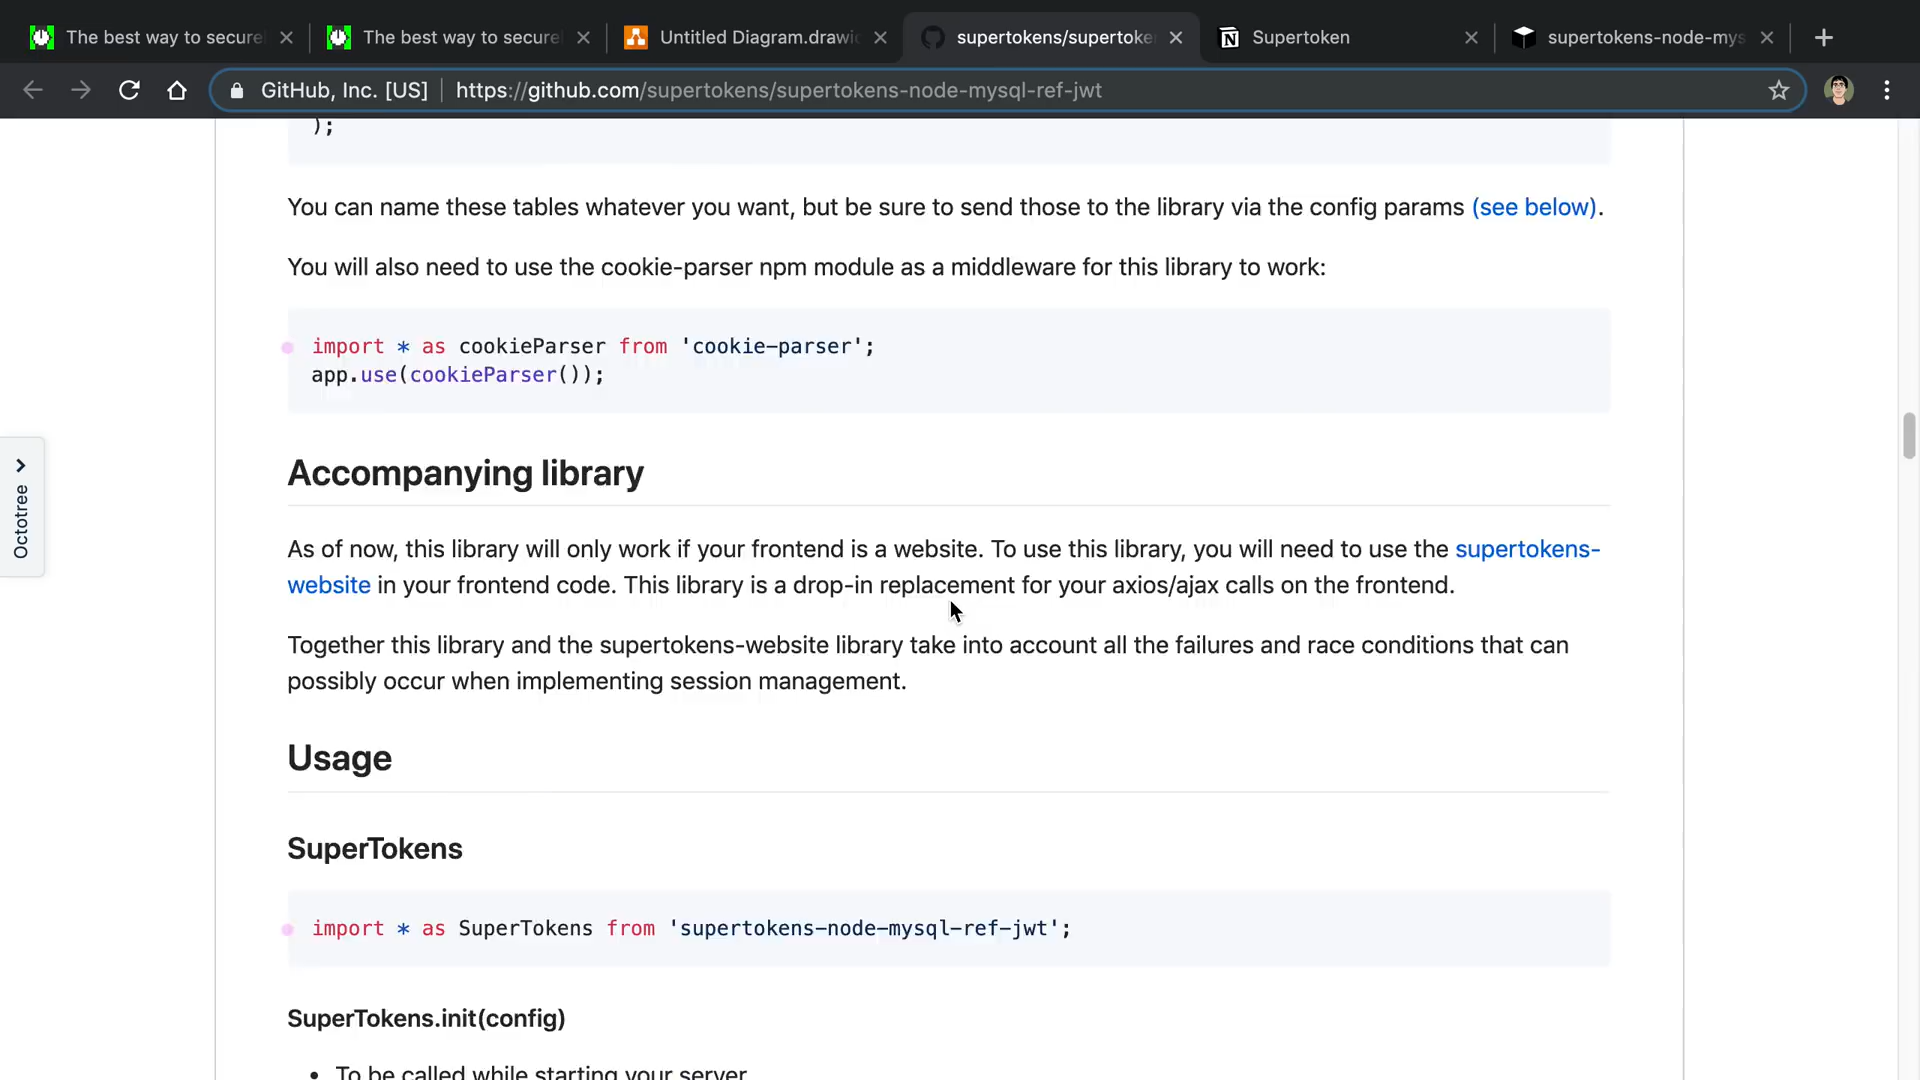 The best way to secure
The best way to secure
Untitled Diagram.drawio
supertokens/supertoke
Supertoken
supertokens-node-mys
GitHub, Inc. [US]
https://github.com/supertokens/supertokens-node-mysql-ref-jwt
);
You can name these tables whatever you want, but be sure to send those to the library via the config params (see below).
You will also need to use the cookie-parser npm module as a middleware for this library to work:
import * as cookieParser from 'cookie-parser';
app.use(cookieParser());
Octotree
Accompanying library
As of now, this library will only work if your frontend is a website. To use this library, you will need to use the supertokens-
website in your frontend code. This library is a drop-in replacement for your axios/ajax calls on the frontend.
Together this library and the supertokens-website library take into account all the failures and race conditions that can
possibly occur when implementing session management.
Usage
SuperTokens
import * as SuperTokens from 'supertokens-node-mysql-ref-jwt';
SuperTokens.init(config)
• To be called while starting your server